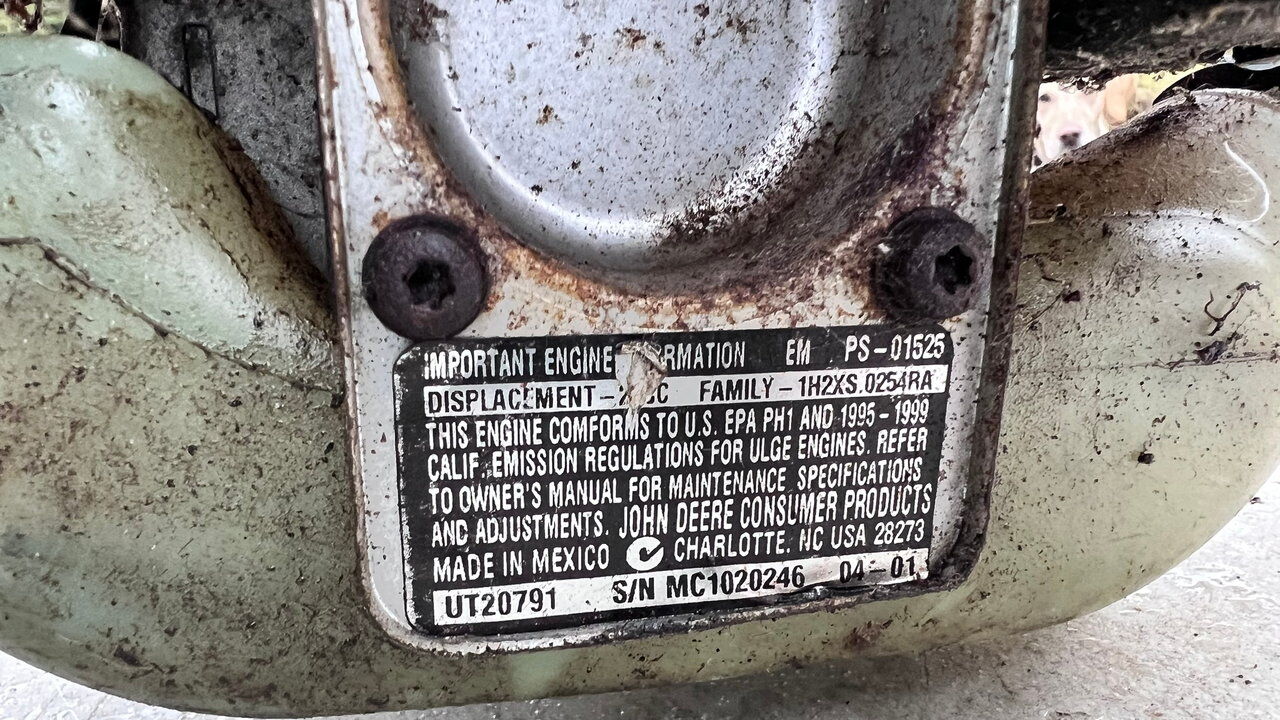 IMPORTANT ENGINE RMATION EM PS-01525
DISPLACEMENT- CC FAMILY-1H2XS.0254RA
THIS ENGINE COMFORMS TO U.S. EPA PH1 AND 1995-1999
CALIF. EMISSION REGULATIONS FOR ULGE ENGINES. REFER
TO OWNER'S MANUAL FOR MAINTENANCE, SPECIFICATIONS
AND ADJUSTMENTS. JOHN DEERE CONSUMER PRODUCTS
MADE IN MEXICO CHARLOTTE. NC USA 28273
UT20791 S/N MC1020246 04-01